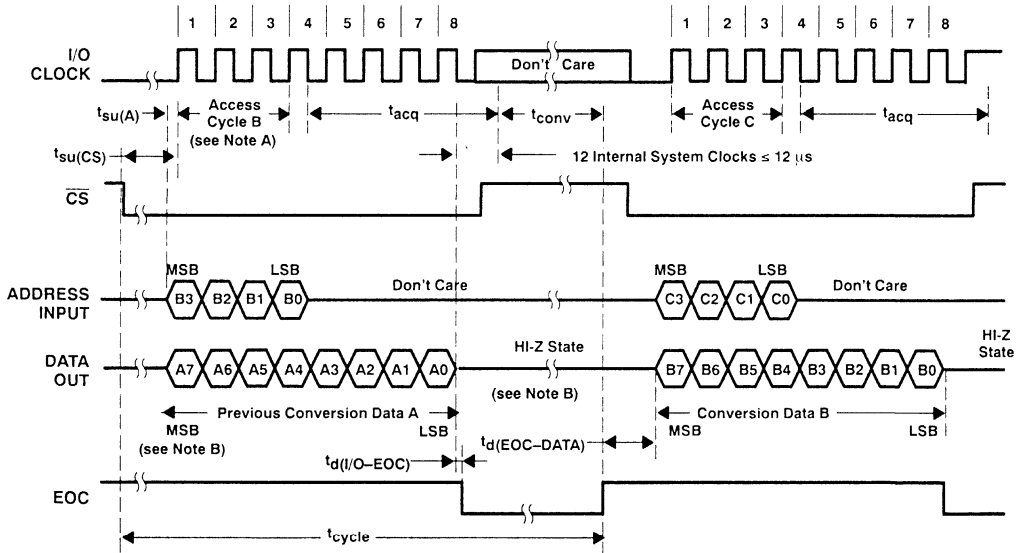 1 2 3 4 5 6 7 8 1 2 3 4 5 6 7 8
I/O
CLOCK
Don't Care
tsu(A)
Access
Cycle B
(see Note A)
tacq
tconv
Access
Cycle C
tacq
tsu(CS)
12 Internal System Clocks ≤ 12 μs
CS
MSB LSB MSB LSB
ADDRESS
INPUT
B3 B2 B1 B0 Don't Care C3 C2 C1 C0 Don't Care
DATA
OUT
A7 A6 A5 A4 A3 A2 A1 A0 HI-Z State B7 B6 B5 B4 B3 B2 B1 B0 HI-Z
State
(see Note B)
Previous Conversion Data A
Conversion Data B
MSB LSB MSB LSB
(see Note B)
td(EOC–DATA)
td(I/O–EOC)
EOC
tcycle